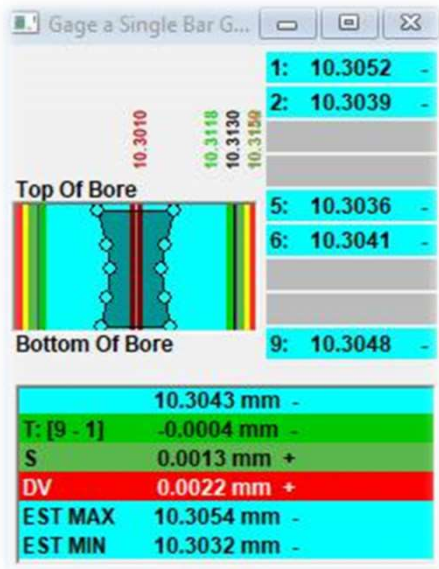 Gage a Single Bar G...
1: 10.3052 -
2: 10.3039 -
10.3010
10.3118
10.3130
10.3159
Top Of Bore
5: 10.3036 -
6: 10.3041 -
Bottom Of Bore
9: 10.3048 -
10.3043 mm -
T: [9 - 1] -0.0004 mm -
S 0.0013 mm +
DV 0.0022 mm +
EST MAX 10.3054 mm -
EST MIN 10.3032 mm -